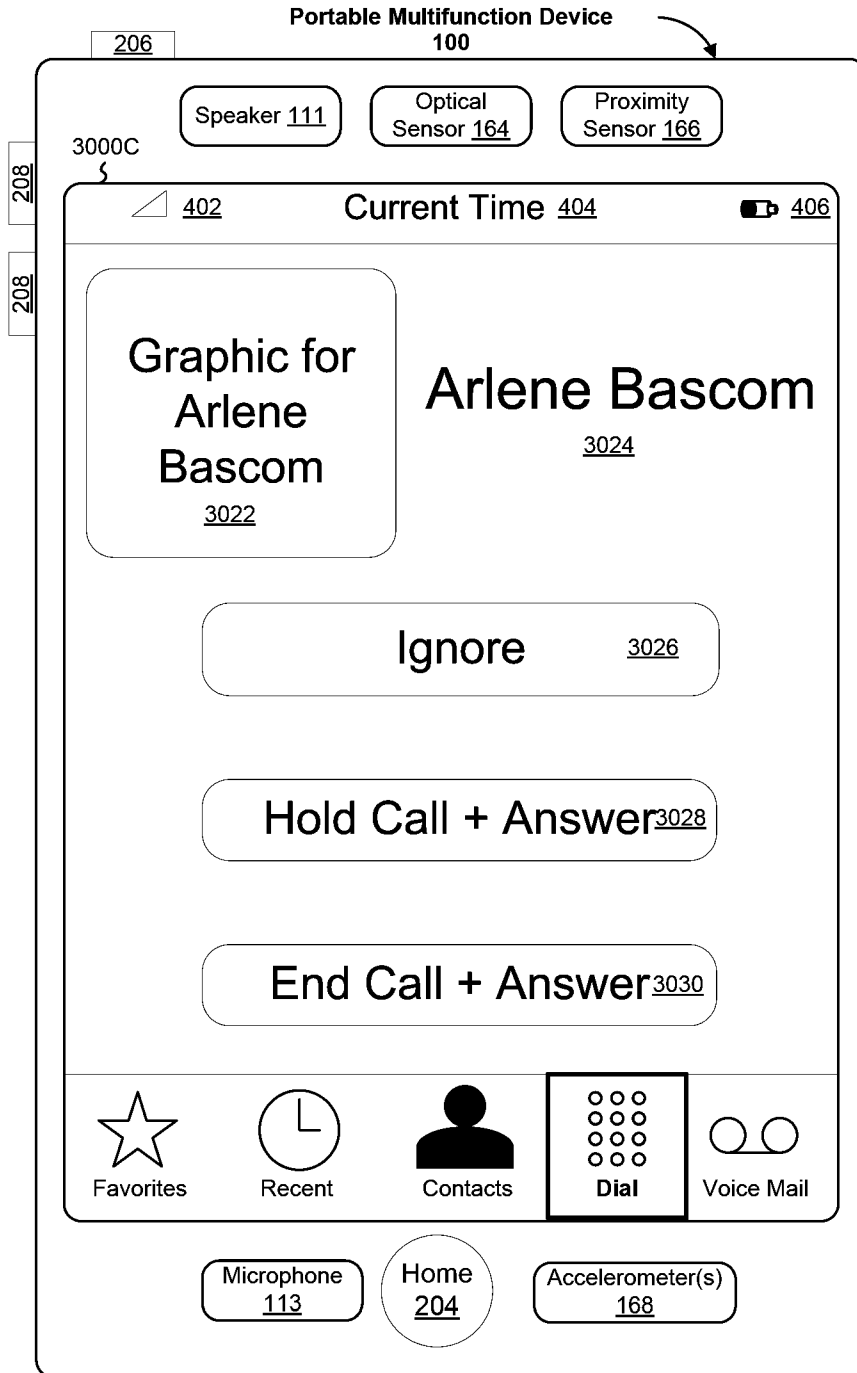 Portable Multifunction Device
100
206
Speaker 111
Optical
Sensor 164
Proximity
Sensor 166
3000C
208
208
402
Current Time 404
406
Graphic for
Arlene
Bascom
3022
Arlene Bascom
3024
Ignore 3026
Hold Call + Answer 3028
End Call + Answer 3030
Favorites
Recent
Contacts
Dial
Voice Mail
Microphone
113
Home
204
Accelerometer(s)
168